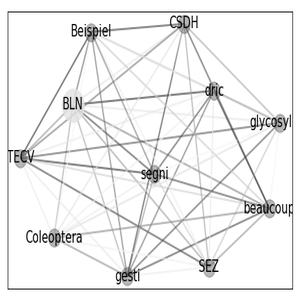 CSDH
Beispiel
dric
BLN
glycosyl
TECV
segni
beaucoup
Coleoptera
SEZ
gesti